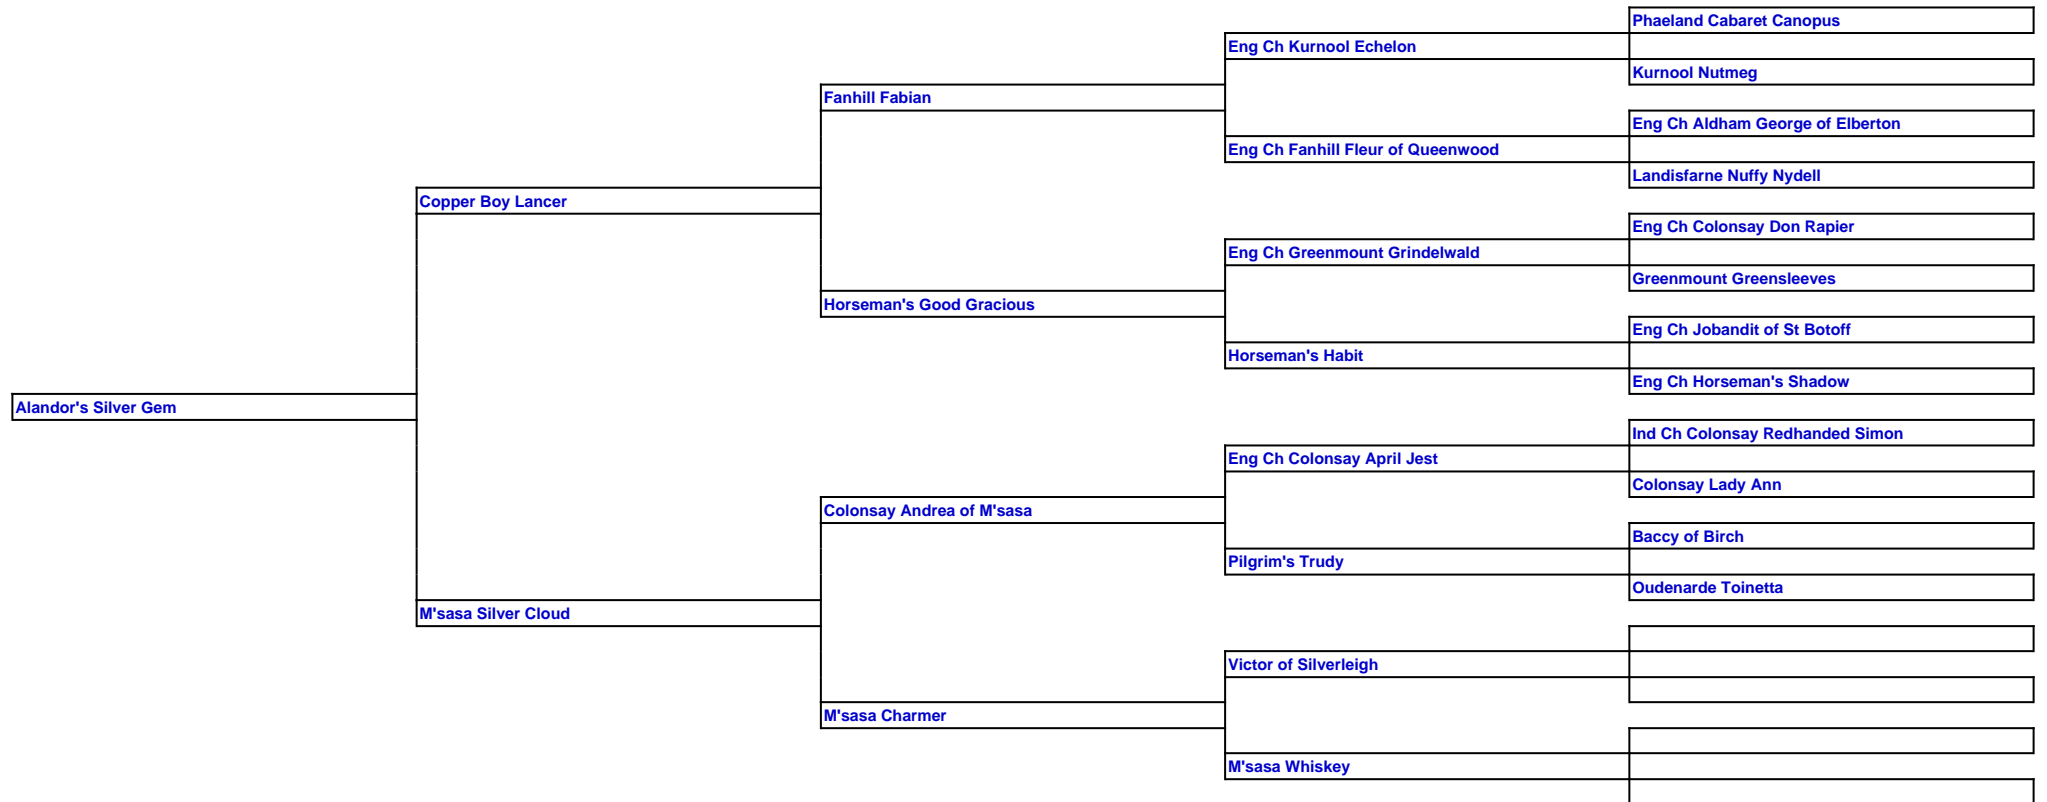 Phaeland Cabaret Canopus
Eng Ch Kurnool Echelon
Kurnool Nutmeg
Fanhill Fabian
Eng Ch Aldham George of Elberton
Eng Ch Fanhill Fleur of Queenwood
Landisfarne Nuffy Nydell
Copper Boy Lancer
Eng Ch Colonsay Don Rapier
Eng Ch Greenmount Grindelwald
Greenmount Greensleeves
Horseman's Good Gracious
Eng Ch Jobandit of St Botoff
Horseman's Habit
Eng Ch Horseman's Shadow
Alandor's Silver Gem
Ind Ch Colonsay Redhanded Simon
Eng Ch Colonsay April Jest
Colonsay Lady Ann
Colonsay Andrea of M'sasa
Baccy of Birch
Pilgrim's Trudy
Oudenarde Toinetta
M'sasa Silver Cloud
Victor of Silverleigh
M'sasa Charmer
M'sasa Whiskey